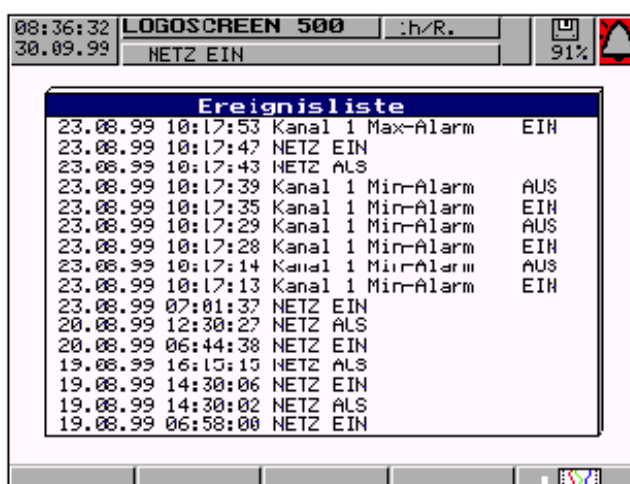 08:36:32 LOGOSCREEN 500 :h/R.
30.09.99 NETZ EIN 91%
Ereignisliste
23.08.99 10:17:53 Kanal 1 Max-Alarm EIN
23.08.99 10:17:47 NETZ EIN
23.08.99 10:17:43 NETZ AUS
23.08.99 10:17:39 Kanal 1 Min-Alarm AUS
23.08.99 10:17:35 Kanal 1 Min-Alarm EIN
23.08.99 10:17:29 Kanal 1 Min-Alarm AUS
23.08.99 10:17:28 Kanal 1 Min-Alarm EIN
23.08.99 10:17:14 Kanal 1 Min-Alarm AUS
23.08.99 10:17:13 Kanal 1 Min-Alarm EIN
23.08.99 07:01:37 NETZ EIN
20.08.99 12:30:27 NETZ AUS
20.08.99 06:44:38 NETZ EIN
19.08.99 16:15:15 NETZ AUS
19.08.99 14:30:06 NETZ EIN
19.08.99 14:30:02 NETZ AUS
19.08.99 06:58:00 NETZ EIN